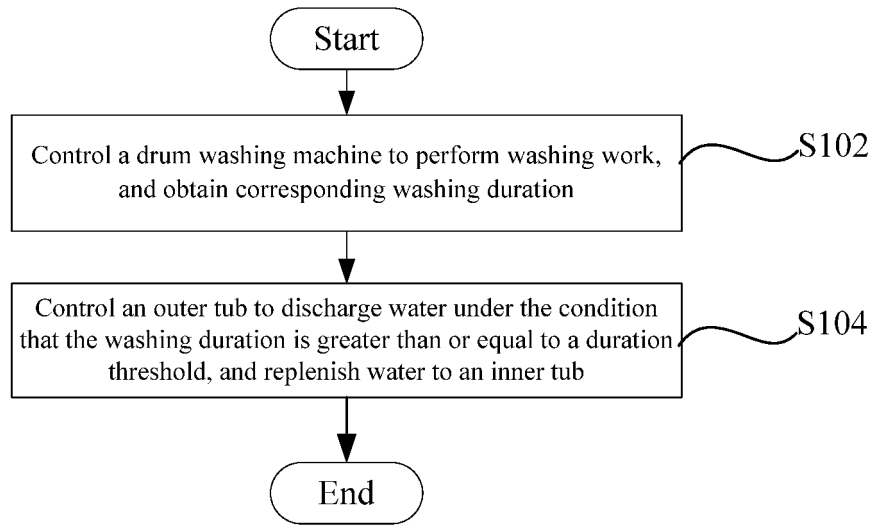 Start
Control a drum washing machine to perform washing work,
and obtain corresponding washing duration
S102
Control an outer tub to discharge water under the condition
that the washing duration is greater than or equal to a duration
threshold, and replenish water to an inner tub
S104
End